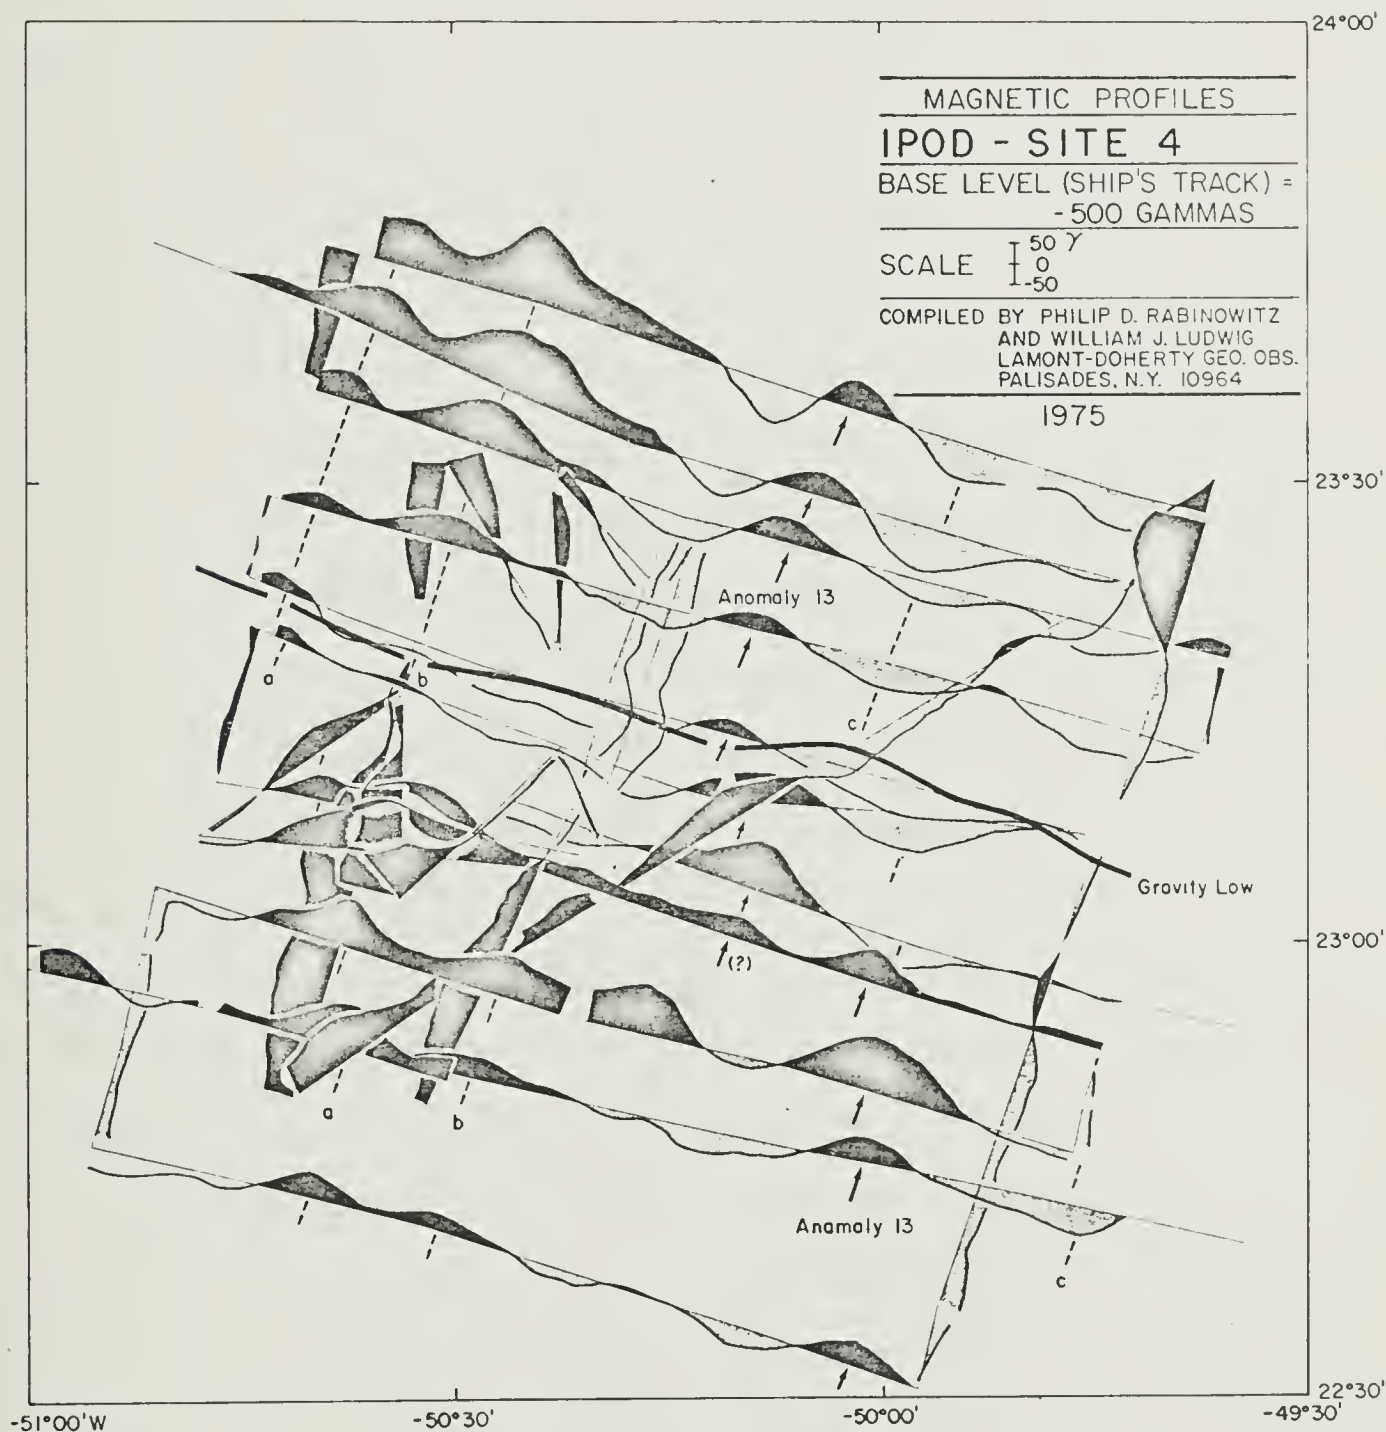 24°00'
MAGNETIC PROFILES
IPOD - SITE 4
BASE LEVEL (SHIP'S TRACK) =
-500 GAMMAS
SCALE
50 γ
0
-50
COMPILED BY PHILIP D. RABINOWITZ
AND WILLIAM J. LUDWIG
LAMONT-DOHERTY GEO. OBS.
PALISADES, N.Y. 10964
1975
23°30'
Anomaly 13
a
b
c
Gravity Low
23°00'
(?)
a
b
Anamaly 13
c
22°30'
-51°00'W
-50°30'
-50°00'
-49°30'